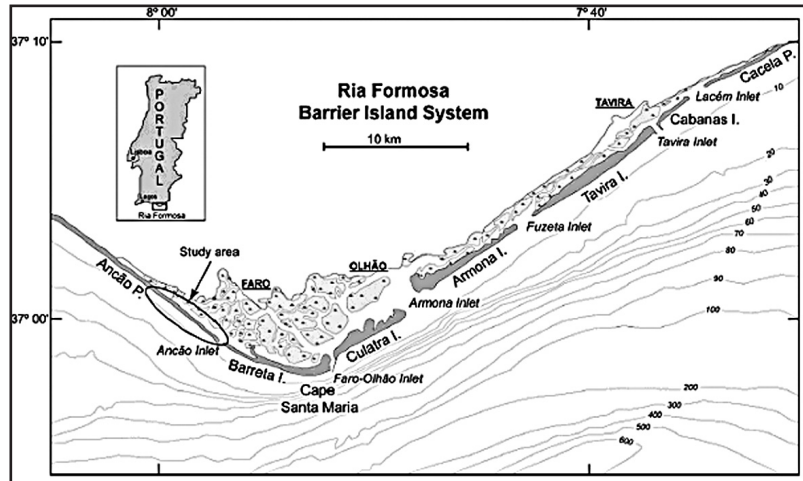 8° 00'
7° 40'
37° 10'
37° 00'
Ria Formosa
Barrier Island System
10 km
PORTUGAL
Lisboa
Lagos
Ria Formosa
Study area
Ancão P.
Ancão Inlet
FARO
OLHÃO
TAVIRA
Barreta I.
Cape
Santa Maria
Faro-Olhão Inlet
Culatra I.
Armona Inlet
Armona I.
Fuzeta Inlet
Tavira I.
Tavira Inlet
Cabanas I.
Lacém Inlet
Cacela P.
10
20
30
40
50
60
70
80
90
100
200
300
400
500
600